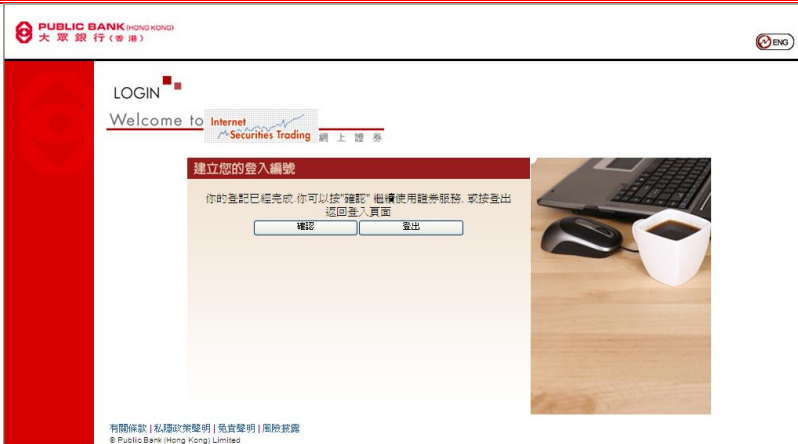 PUBLIC BANK (HONG KONG)
大眾銀行(香港)
ENG
LOGIN
Welcome to
Internet
Securities Trading
網上證券
建立您的登入編號
你的登記已經完成.你可以按"確認" 繼續使用證券服務, 或按登出
返回登入頁面
確認 登出
有關條款 | 私隱政策聲明 | 免責聲明 | 風險披露
© Public Bank (Hong Kong) Limited